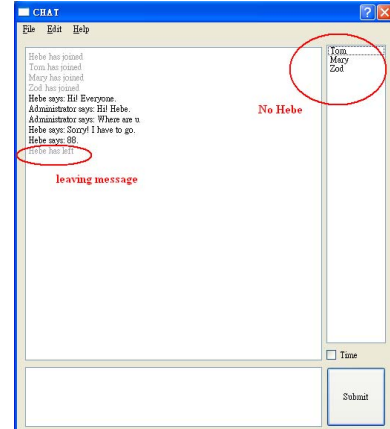 CHAT
File Edit Help
Hebe has joined
Tom has joined
Mary has joined
Zod has joined
Hebe says: Hi! Everyone.
Administrator says: Hi! Hebe.
Administrator says: Where are u
Hebe says: Sorry! I have to go.
Hebe says: 88.
Hebe has left
leaving message
No Hebe
Tom
Mary
Zod
Time
Submit